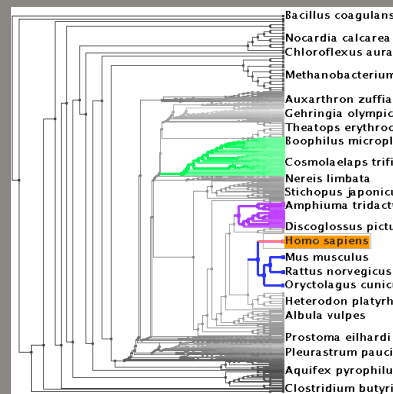 Bacillus coagulans
Nocardia calcarea
Chloroflexus aura
Methanobacterium
Auxarthron zuffia
Gehringia olympic
Theatops erythroc
Boophilus micropl
Cosmolaelaps trifi
Nereis limbata
Stichopus japonicu
Amphiuma tridact
Discoglossus pictu
Homo sapiens
Mus musculus
Rattus norvegicus
Oryctolagus cunicu
Heterodon platyrh
Albula vulpes
Prostoma eilhardi
Pleurastrum pauci
Aquifex pyrophilu
Clostridium butyri